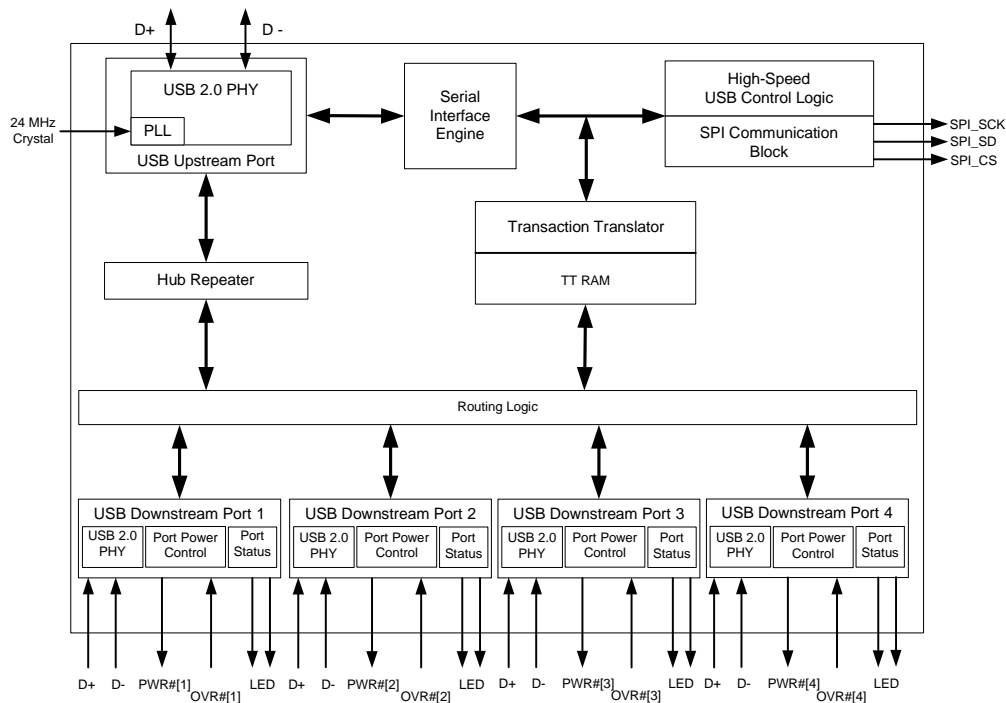 D+
D -
USB 2.0 PHY
PLL
24 MHz
Crystal
USB Upstream Port
Serial
Interface
Engine
High-Speed
USB Control Logic
SPI Communication
Block
SPI_SCK
SPI_SD
SPI_CS
Transaction Translator
TT RAM
Hub Repeater
Routing Logic
USB Downstream Port 1
USB 2.0
PHY
Port Power
Control
Port
Status
USB Downstream Port 2
USB 2.0
PHY
Port Power
Control
Port
Status
USB Downstream Port 3
USB 2.0
PHY
Port Power
Control
Port
Status
USB Downstream Port 4
USB 2.0
PHY
Port Power
Control
Port
Status
D+
D-
PWR#[1]
OVR#[1]
LED
D+
D-
PWR#[2]
OVR#[2]
LED
D+
D-
PWR#[3]
OVR#[3]
LED
D+
D-
PWR#[4]
OVR#[4]
LED